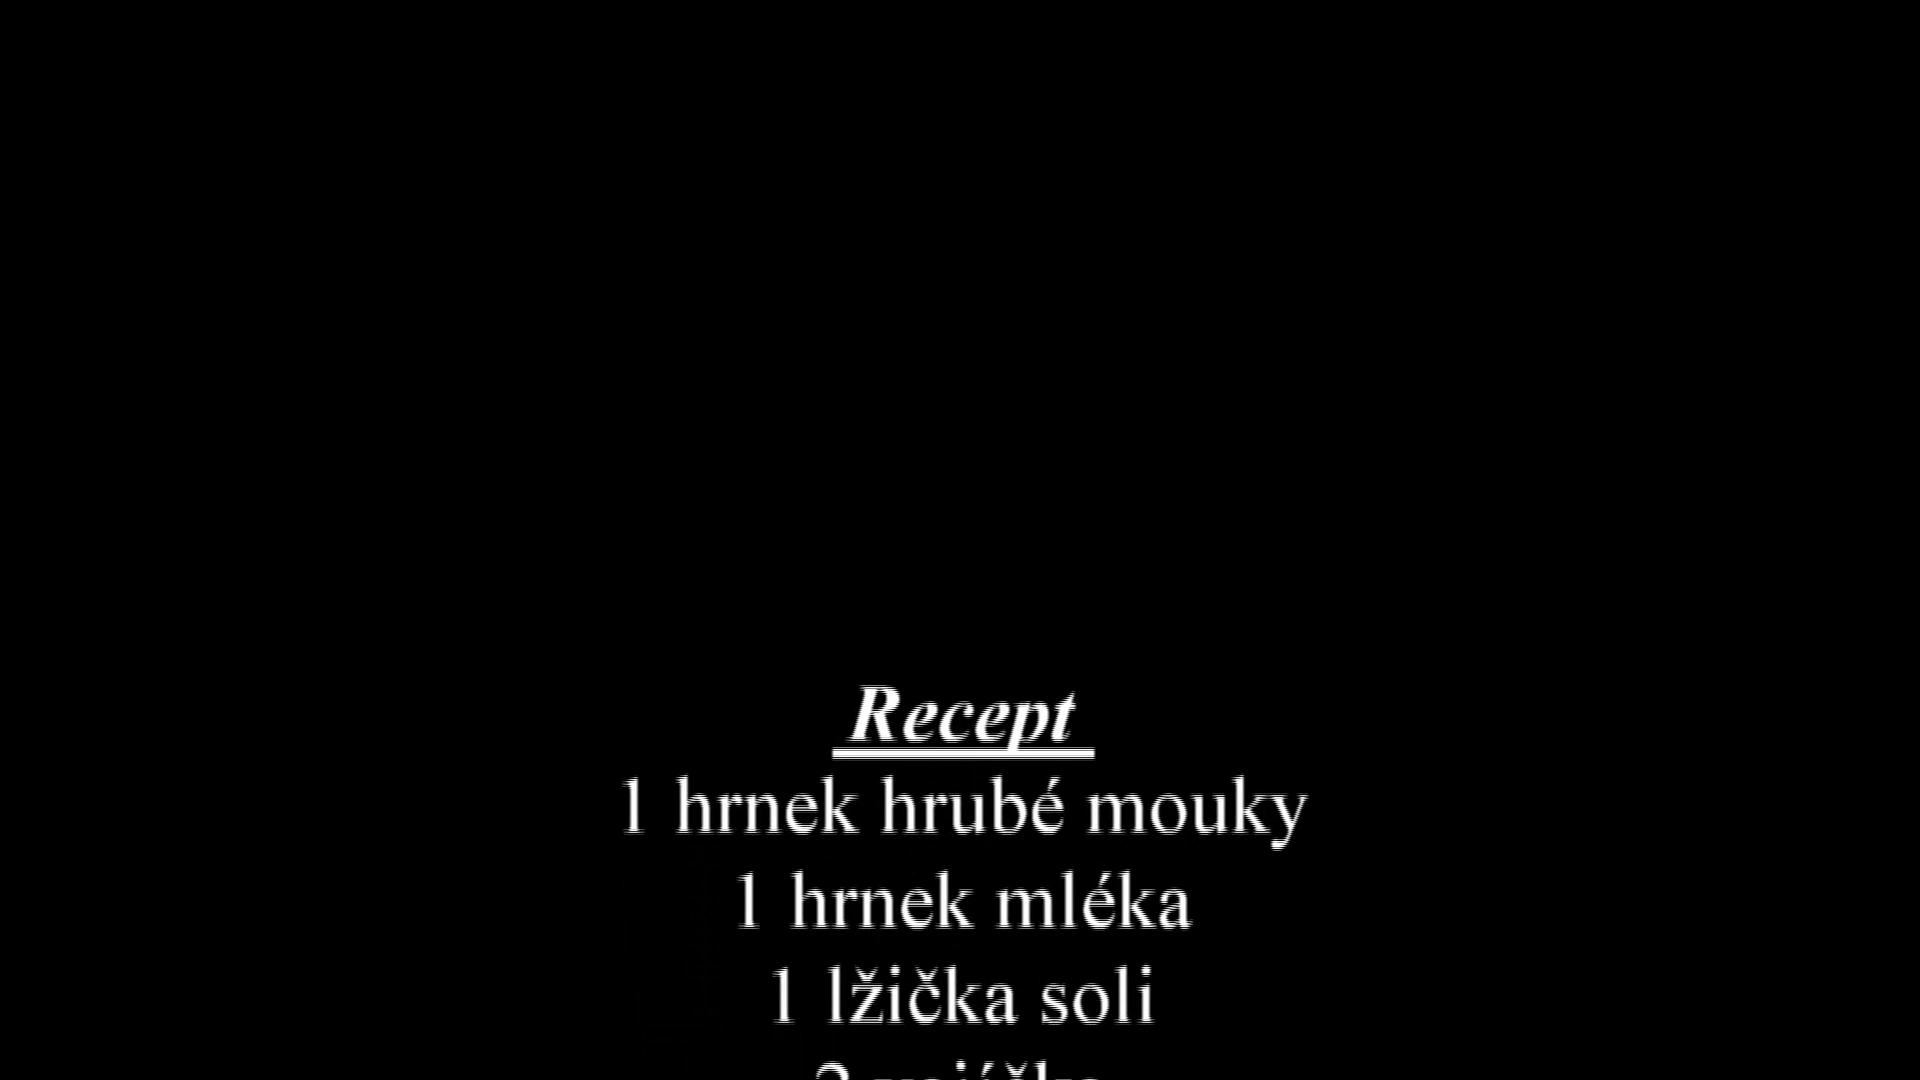 Recept
1 hrnek hrubé mouky
1 hrnek mléka
1 lžička soli